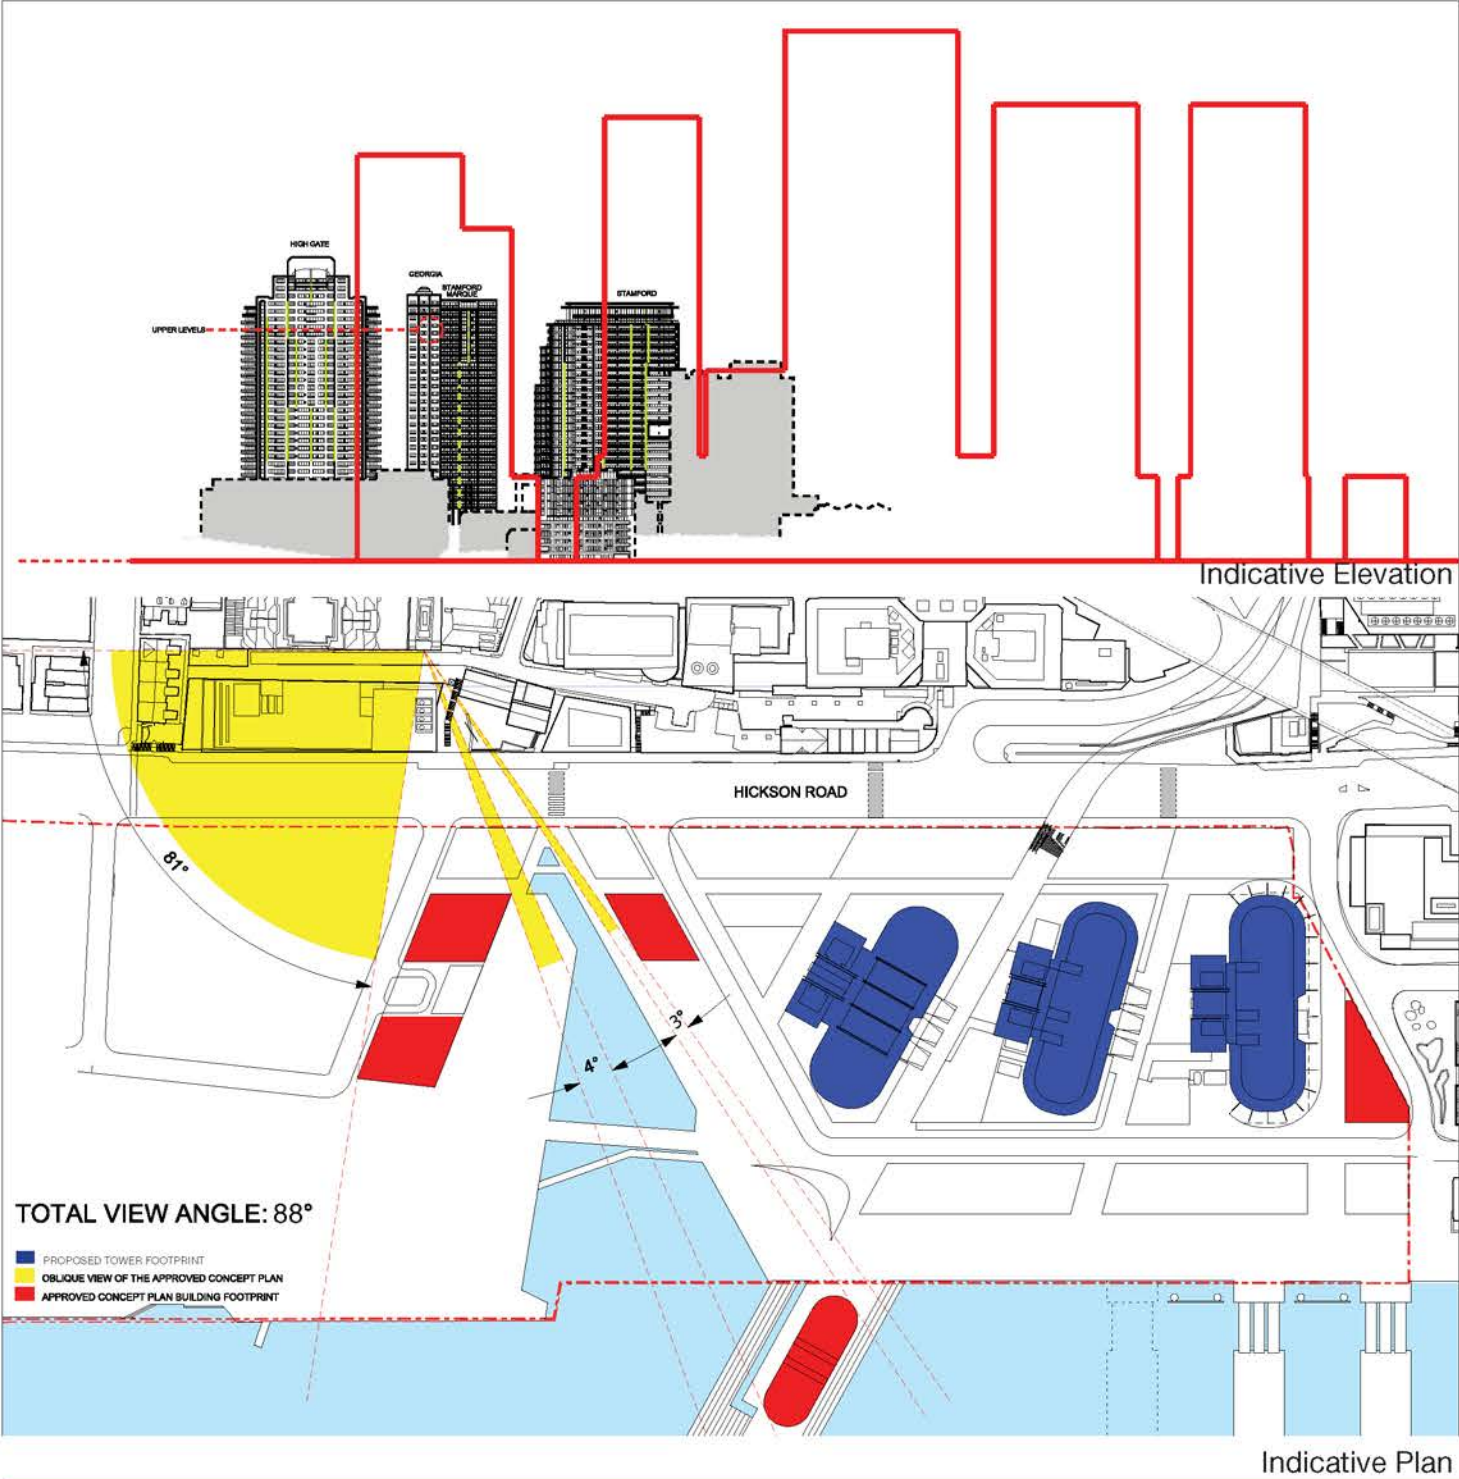 HIGH GATE
GEORGIA
STAMFORD
MARQUE
STAMFORD
UPPER LEVELS
Indicative Elevation
HICKSON ROAD
81°
3°
4°
TOTAL VIEW ANGLE: 88°
PROPOSED TOWER FOOTPRINT
OBLIQUE VIEW OF THE APPROVED CONCEPT PLAN
APPROVED CONCEPT PLAN BUILDING FOOTPRINT
Indicative Plan